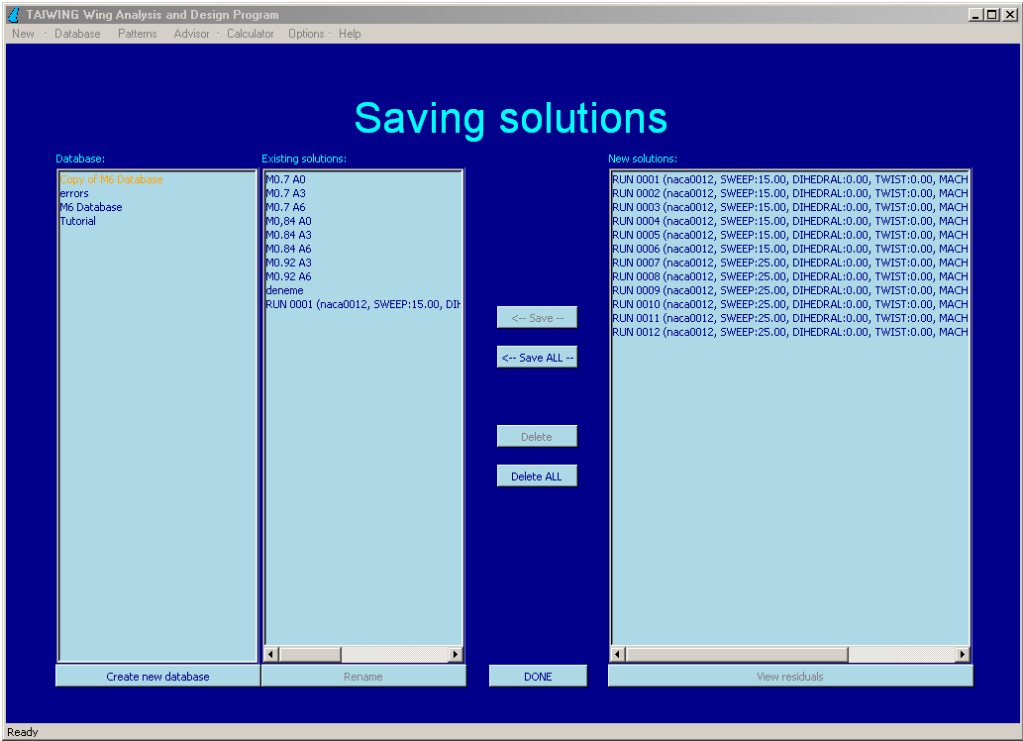 TAIWING Wing Analysis and Design Program
New - Database Patterns Advisor - Calculator Options - Help
Saving solutions
Database:
Copy of M6 Database
errors
M6 Database
Tutorial
Create new database
Existing solutions:
M0.7 A0
M0.7 A3
M0.7 A6
M0,84 A0
M0.84 A3
M0.84 A6
M0.92 A3
M0.92 A6
deneme
RUN 0001 (naca0012, SWEEP:15.00, DIH
Rename
<-- Save --
<-- Save ALL --
Delete
Delete ALL
DONE
New solutions:
RUN 0001 (naca0012, SWEEP:15.00, DIHEDRAL:0.00, TWIST:0.00, MACH
RUN 0002 (naca0012, SWEEP:15.00, DIHEDRAL:0.00, TWIST:0.00, MACH
RUN 0003 (naca0012, SWEEP:15.00, DIHEDRAL:0.00, TWIST:0.00, MACH
RUN 0004 (naca0012, SWEEP:15.00, DIHEDRAL:0.00, TWIST:0.00, MACH
RUN 0005 (naca0012, SWEEP:15.00, DIHEDRAL:0.00, TWIST:0.00, MACH
RUN 0006 (naca0012, SWEEP:15.00, DIHEDRAL:0.00, TWIST:0.00, MACH
RUN 0007 (naca0012, SWEEP:25.00, DIHEDRAL:0.00, TWIST:0.00, MACH
RUN 0008 (naca0012, SWEEP:25.00, DIHEDRAL:0.00, TWIST:0.00, MACH
RUN 0009 (naca0012, SWEEP:25.00, DIHEDRAL:0.00, TWIST:0.00, MACH
RUN 0010 (naca0012, SWEEP:25.00, DIHEDRAL:0.00, TWIST:0.00, MACH
RUN 0011 (naca0012, SWEEP:25.00, DIHEDRAL:0.00, TWIST:0.00, MACH
RUN 0012 (naca0012, SWEEP:25.00, DIHEDRAL:0.00, TWIST:0.00, MACH
View residuals
Ready